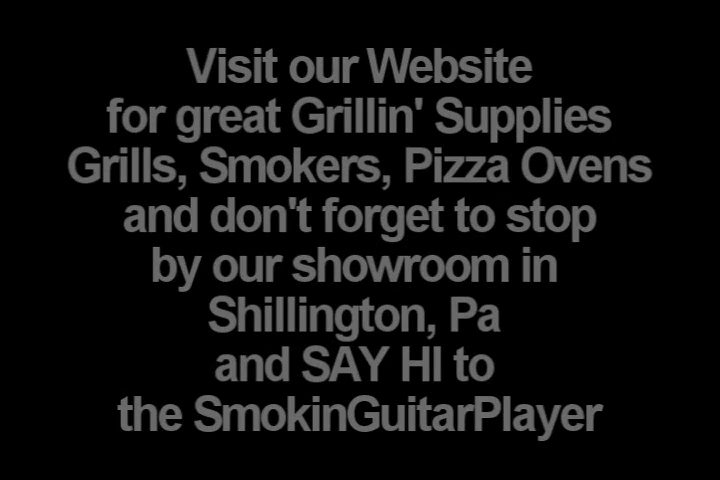 Visit our Website
for great Grillin' Supplies
Grills, Smokers, Pizza Ovens
and don't forget to stop
by our showroom in
Shillington, Pa
and SAY HI to
the SmokinGuitarPlayer